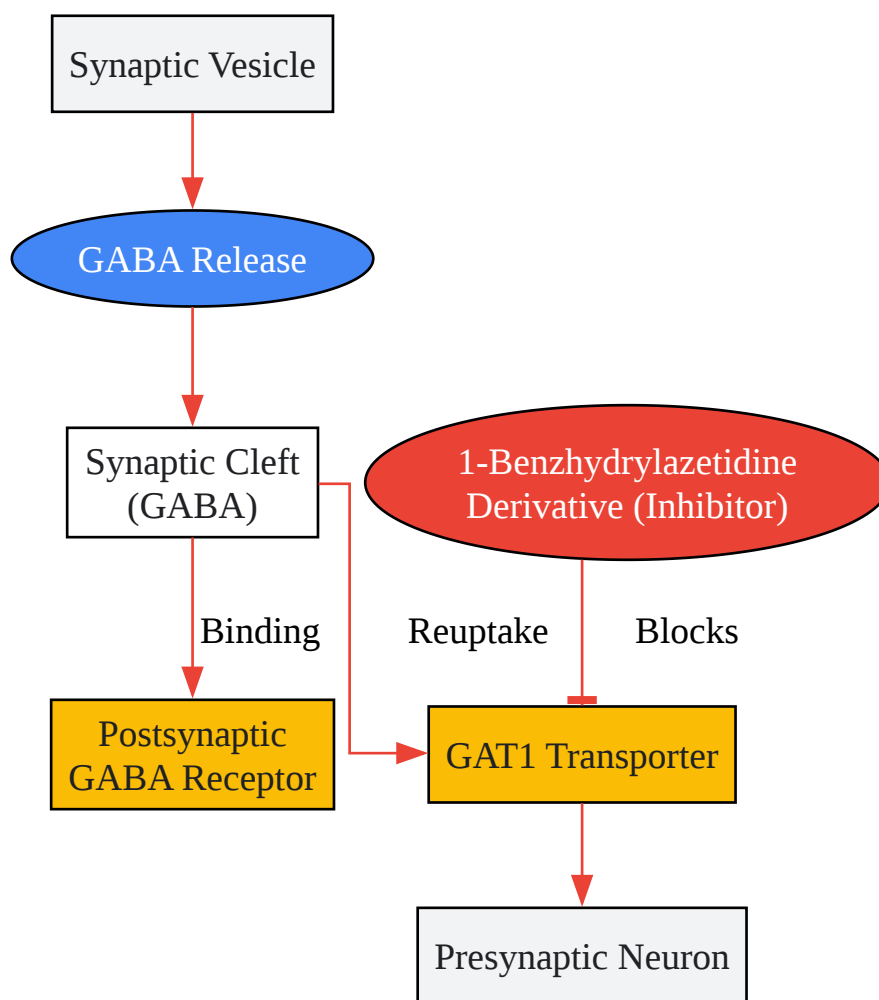 Synaptic Vesicle
GABA Release
Synaptic Cleft
(GABA)
1-Benzhydrylazetidine
Derivative (Inhibitor)
Binding
Reuptake
Blocks
Postsynaptic
GABA Receptor
GAT1 Transporter
Presynaptic Neuron